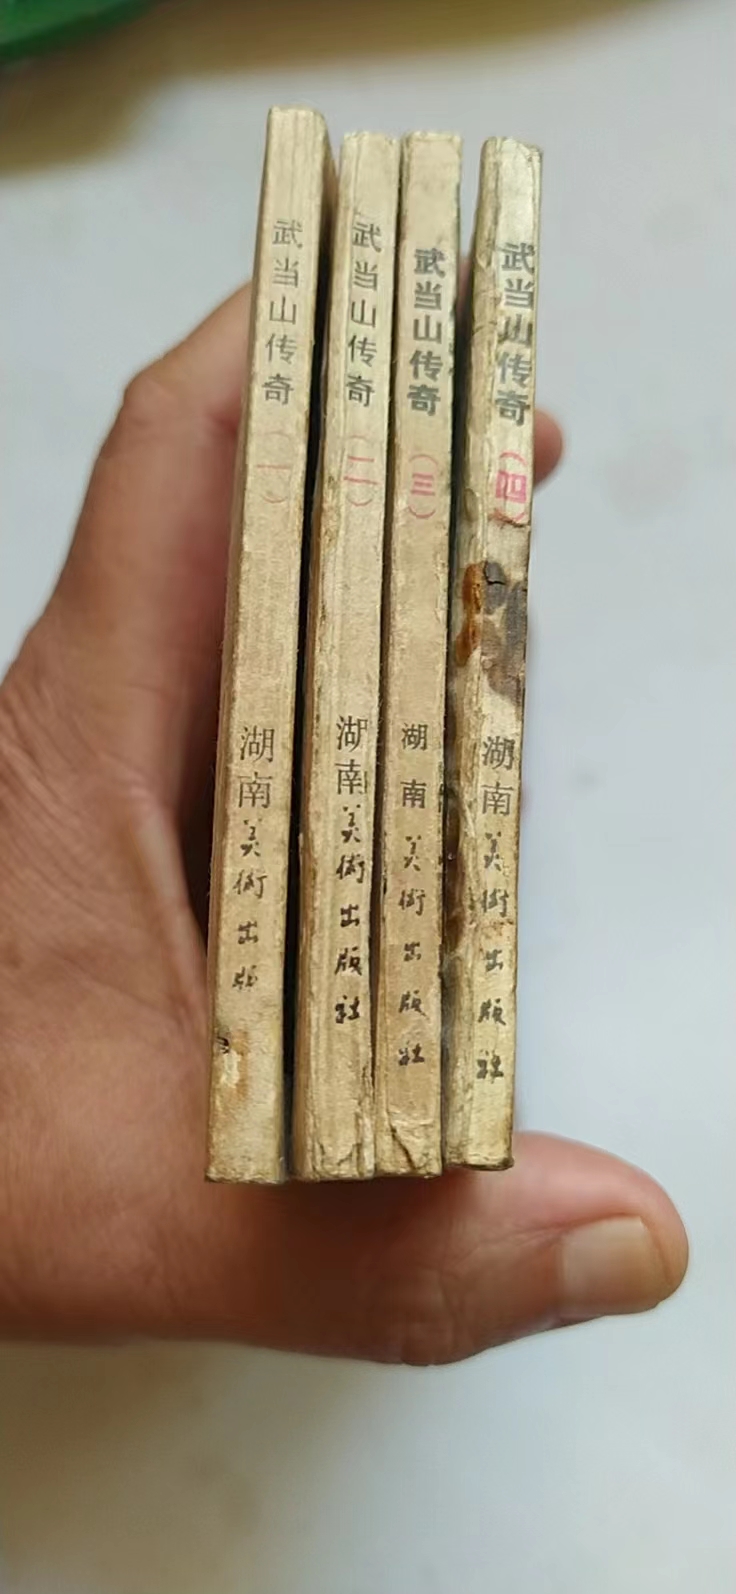 武当山传奇（一）湖南美術出版
武当山传奇（二）湖南美術出版社
武当山传奇（三）湖南美術出版社
武当山传奇（四）湖南美術出版社